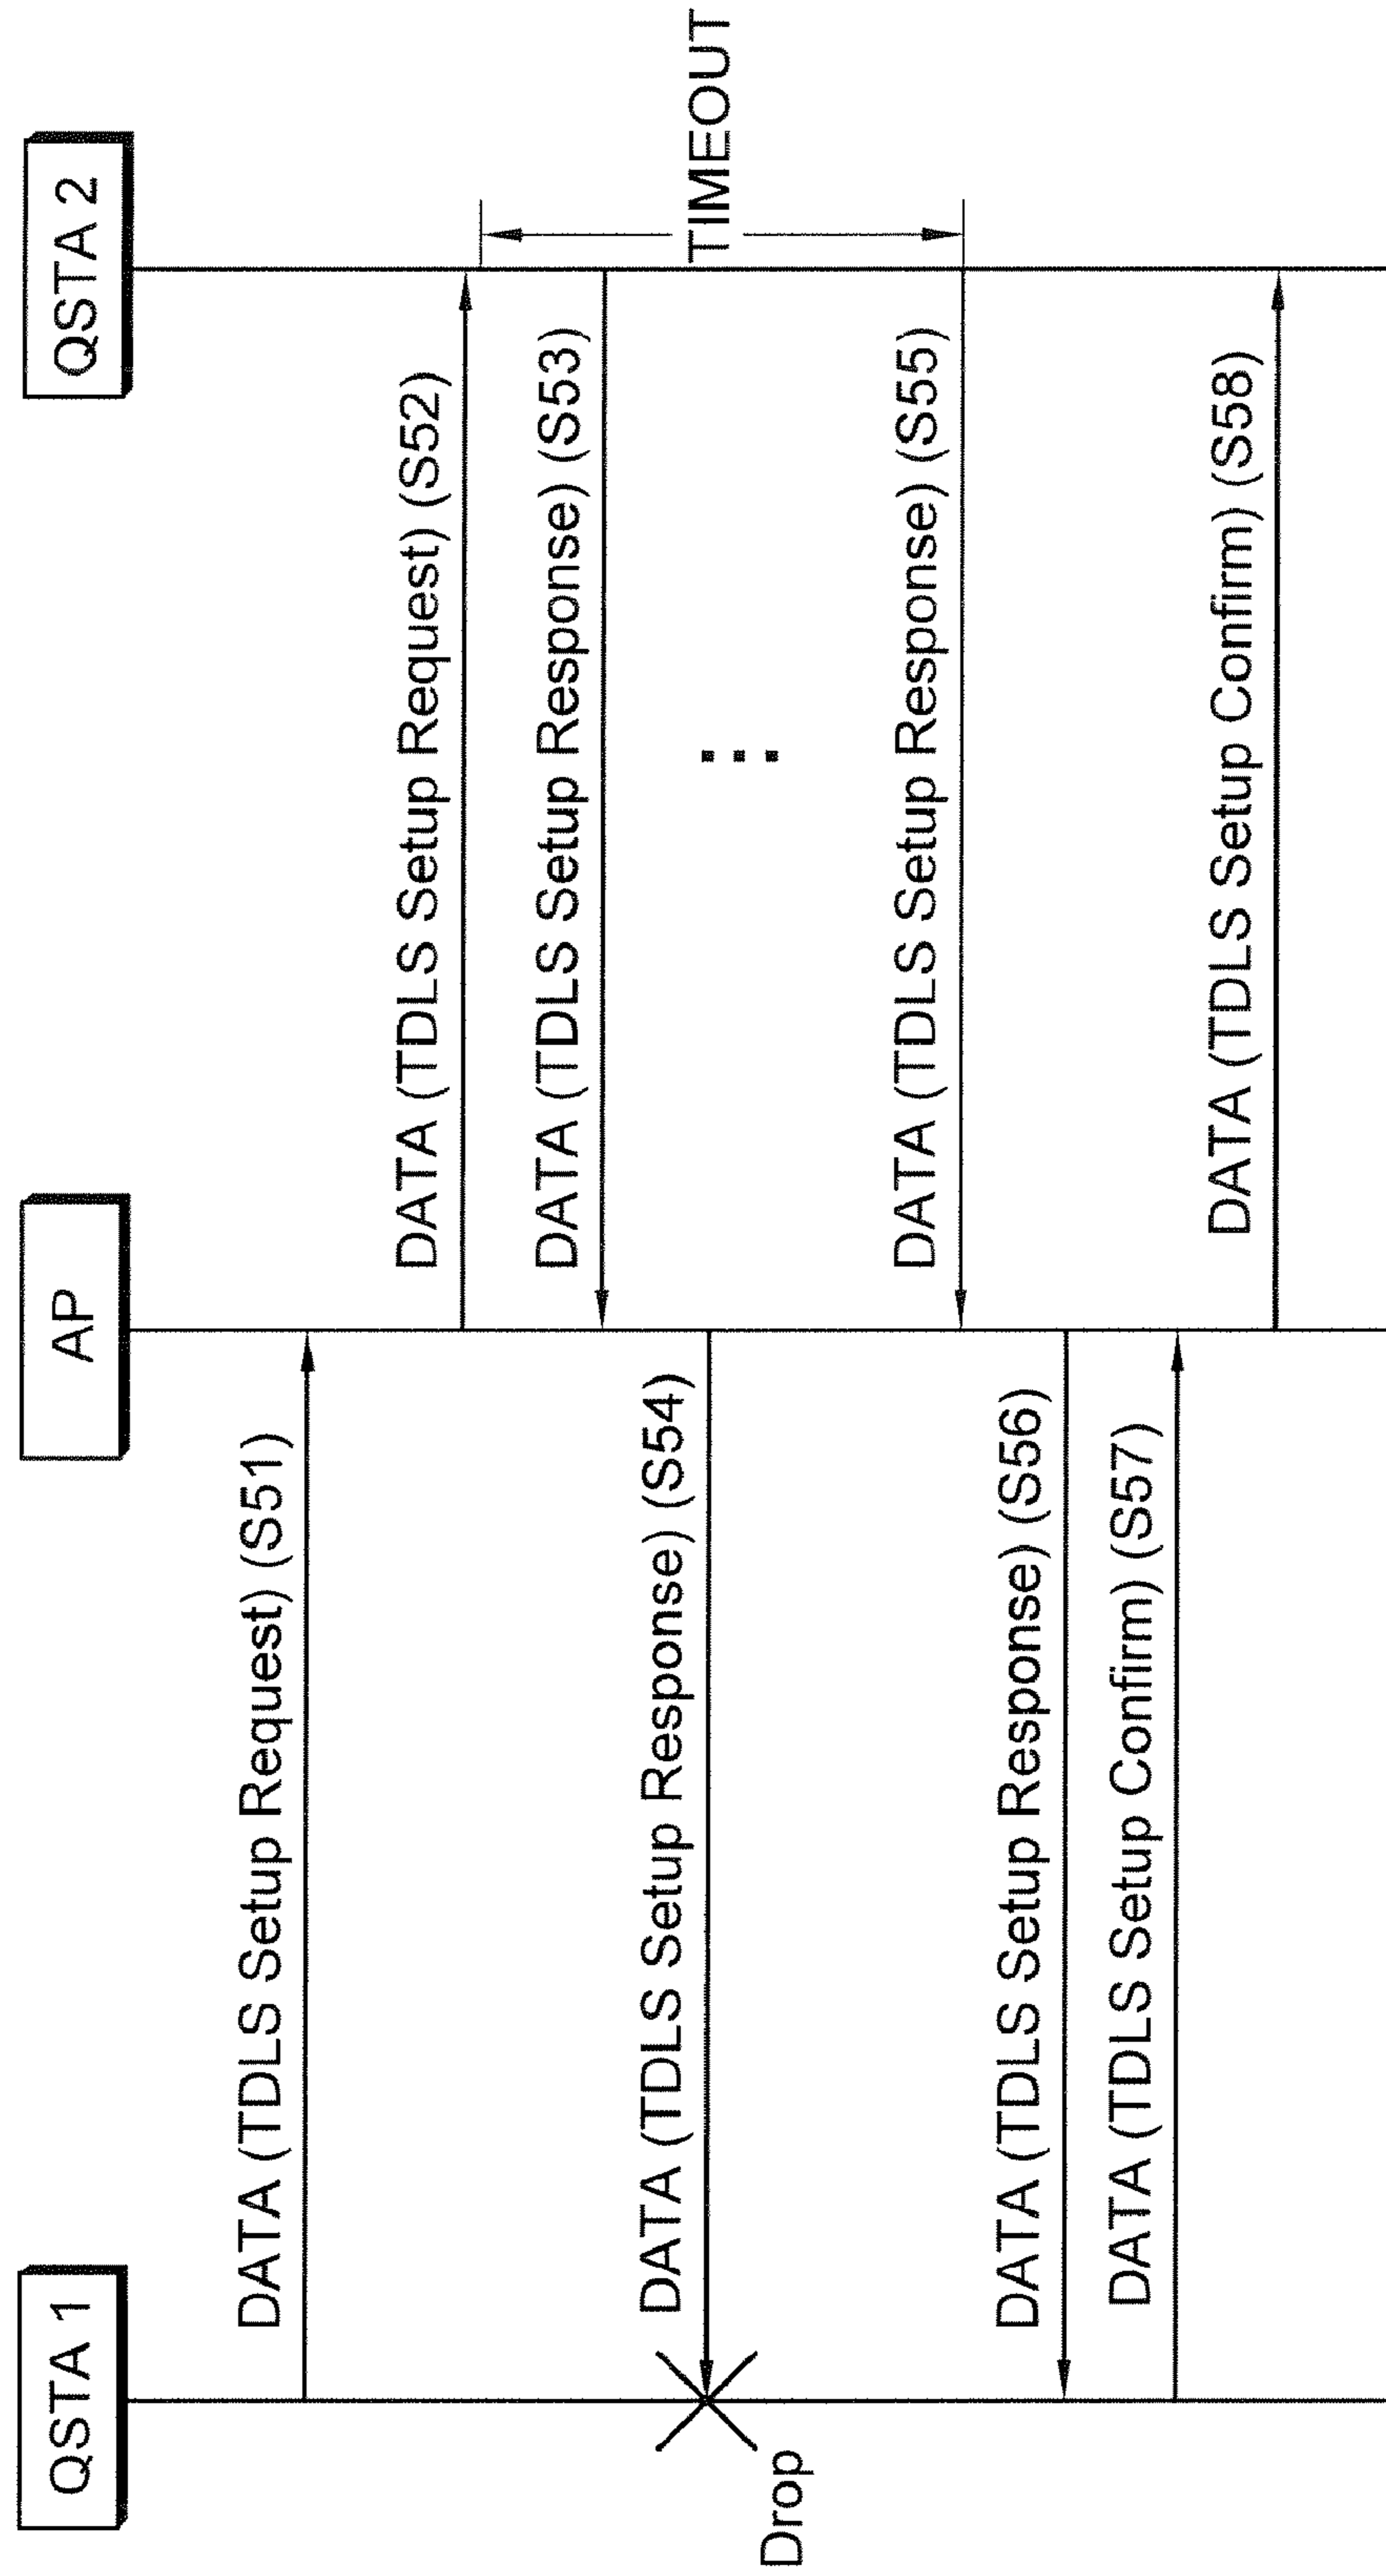 QSTA 1
AP
QSTA 2
DATA (TDLS Setup Request) (S51)
DATA (TDLS Setup Request) (S52)
DATA (TDLS Setup Response) (S53)
DATA (TDLS Setup Response) (S54)
Drop
TIMEOUT
...
DATA (TDLS Setup Response) (S55)
DATA (TDLS Setup Response) (S56)
DATA (TDLS Setup Confirm) (S57)
DATA (TDLS Setup Confirm) (S58)